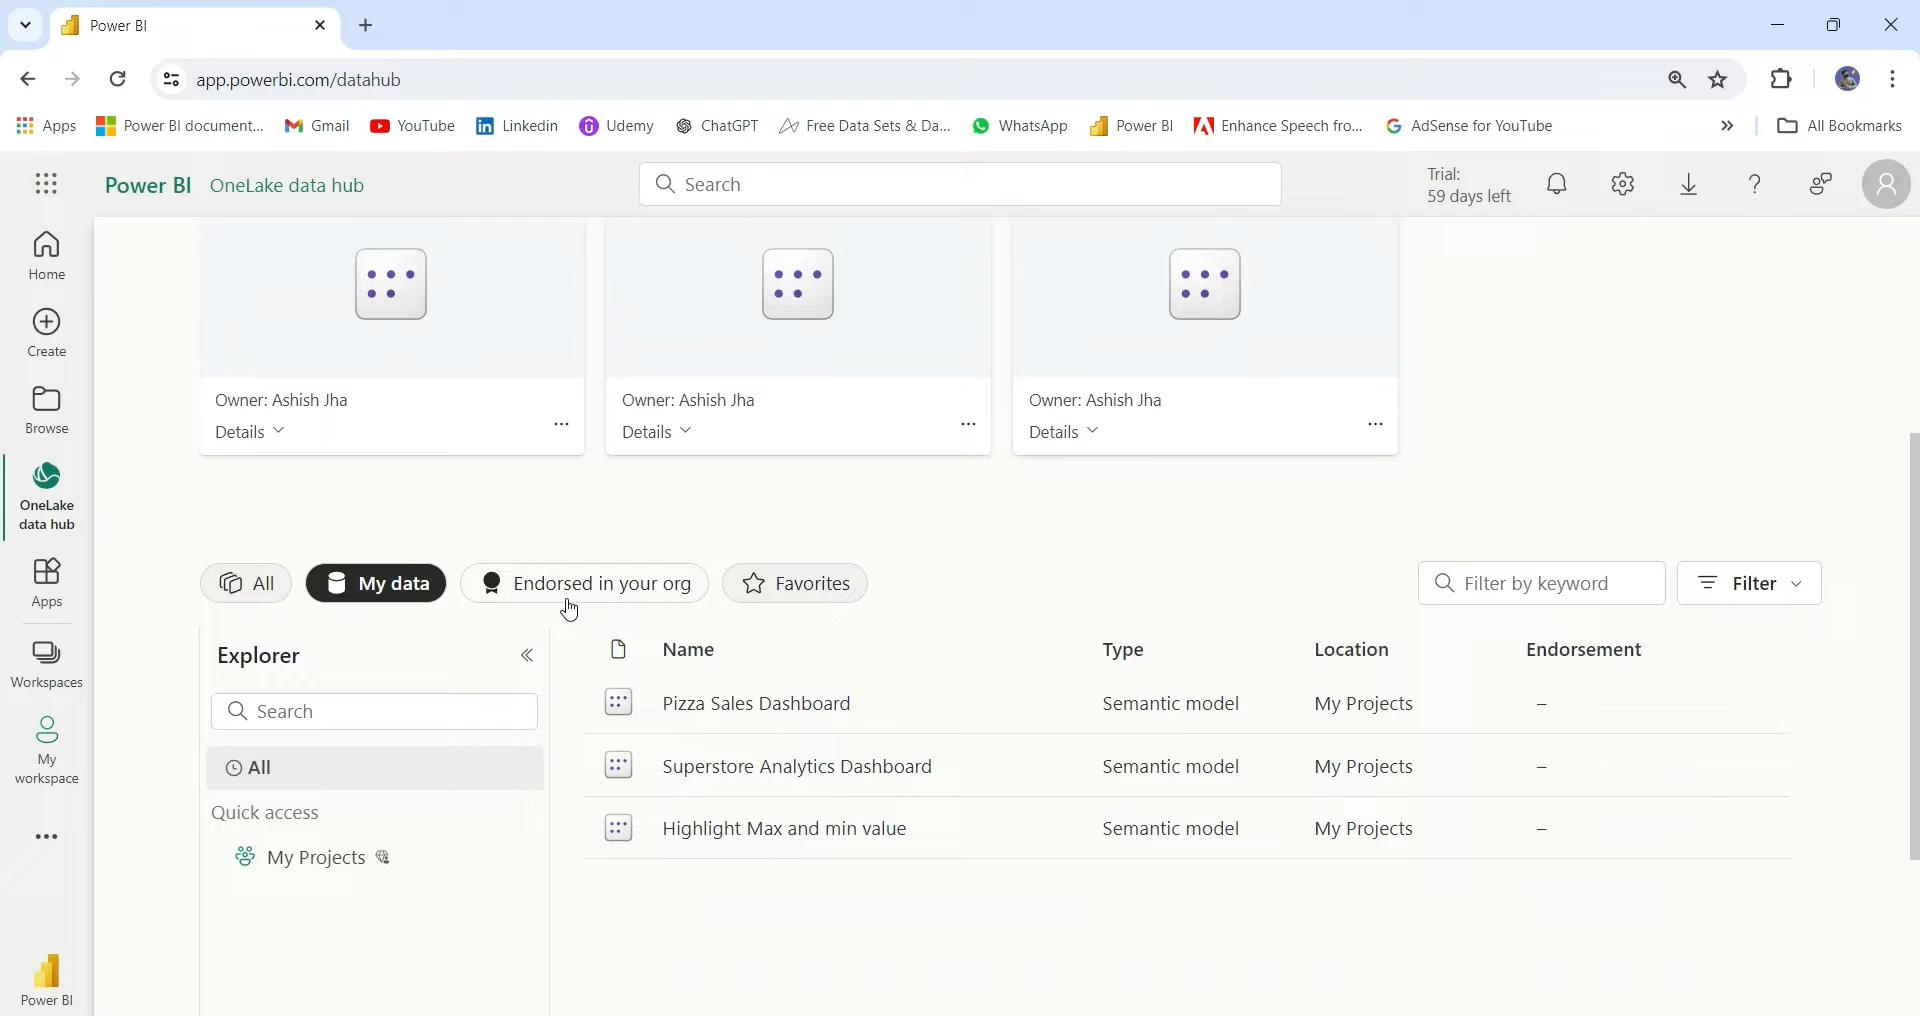 Power BI
app.powerbi.com/datahub
Apps Power BI document... Gmail YouTube Linkedin Udemy ChatGPT Free Data Sets & Da... WhatsApp Power BI Enhance Speech fro... AdSense for YouTube » All Bookmarks
Power BI OneLake data hub Search Trial: 59 days left
Home
Create
Browse
OneLake
data hub
Apps
Workspaces
My
workspace
Power BI
Owner: Ashish Jha
Details
Owner: Ashish Jha
Details
Owner: Ashish Jha
Details
All My data Endorsed in your org Favorites Filter by keyword Filter
Explorer
Search
All
Quick access
My Projects
Name Type Location Endorsement
Pizza Sales Dashboard Semantic model My Projects –
Superstore Analytics Dashboard Semantic model My Projects –
Highlight Max and min value Semantic model My Projects –